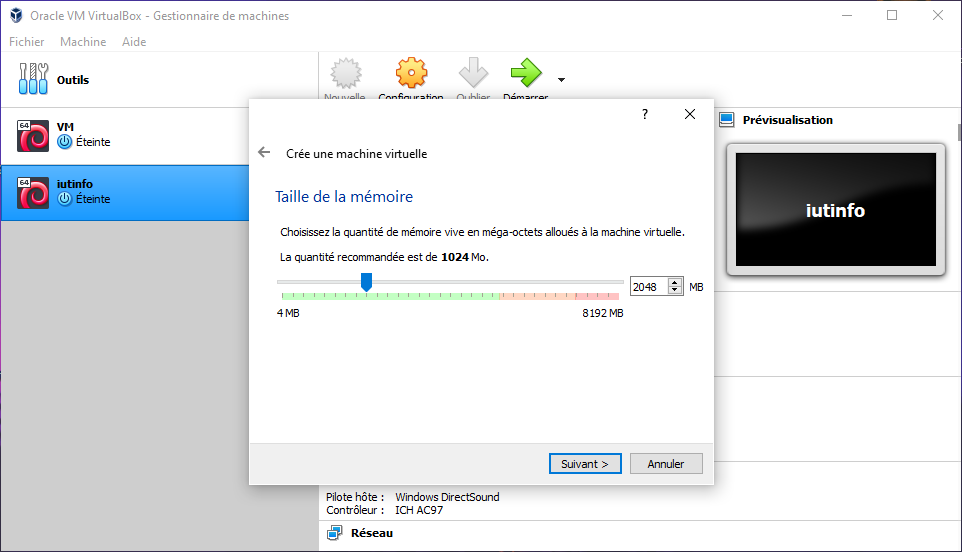 Oracle VM VirtualBox - Gestionnaire de machines
Fichier Machine Aide
Outils
Nouvelle Configuration Oublier Démarrer
64
VM
Éteinte
64
iutinfo
Éteinte
?
Crée une machine virtuelle
Taille de la mémoire
Choisissez la quantité de mémoire vive en méga-octets alloués à la machine virtuelle.
La quantité recommandée est de 1024 Mo.
2048 MB
4 MB 8192 MB
Suivant > Annuler
Prévisualisation
iutinfo
Pilote hôte : Windows DirectSound
Contrôleur : ICH AC97
Réseau